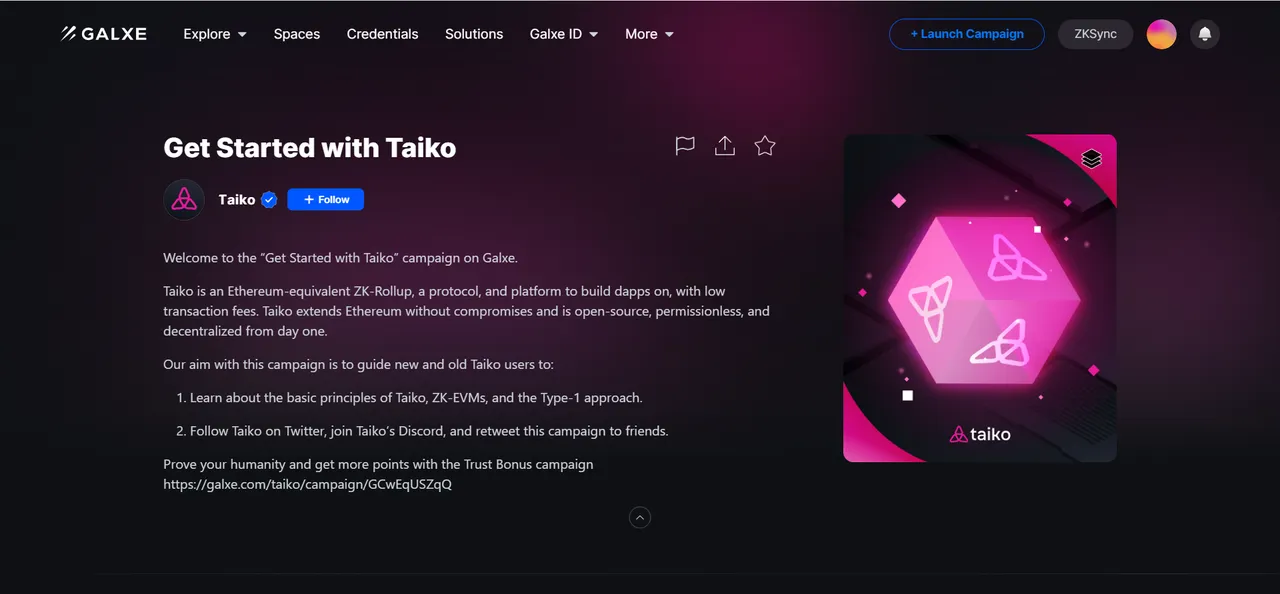 GALXE Explore Spaces Credentials Solutions Galxe ID More + Launch Campaign ZKSync
Get Started with Taiko
Taiko + Follow
Welcome to the “Get Started with Taiko” campaign on Galxe.
Taiko is an Ethereum-equivalent ZK-Rollup, a protocol, and platform to build dapps on, with low
transaction fees. Taiko extends Ethereum without compromises and is open-source, permissionless, and
decentralized from day one.
Our aim with this campaign is to guide new and old Taiko users to:
1. Learn about the basic principles of Taiko, ZK-EVMs, and the Type-1 approach.
2. Follow Taiko on Twitter, join Taiko’s Discord, and retweet this campaign to friends.
Prove your humanity and get more points with the Trust Bonus campaign
https://galxe.com/taiko/campaign/GCwEqUSZqQ
taiko